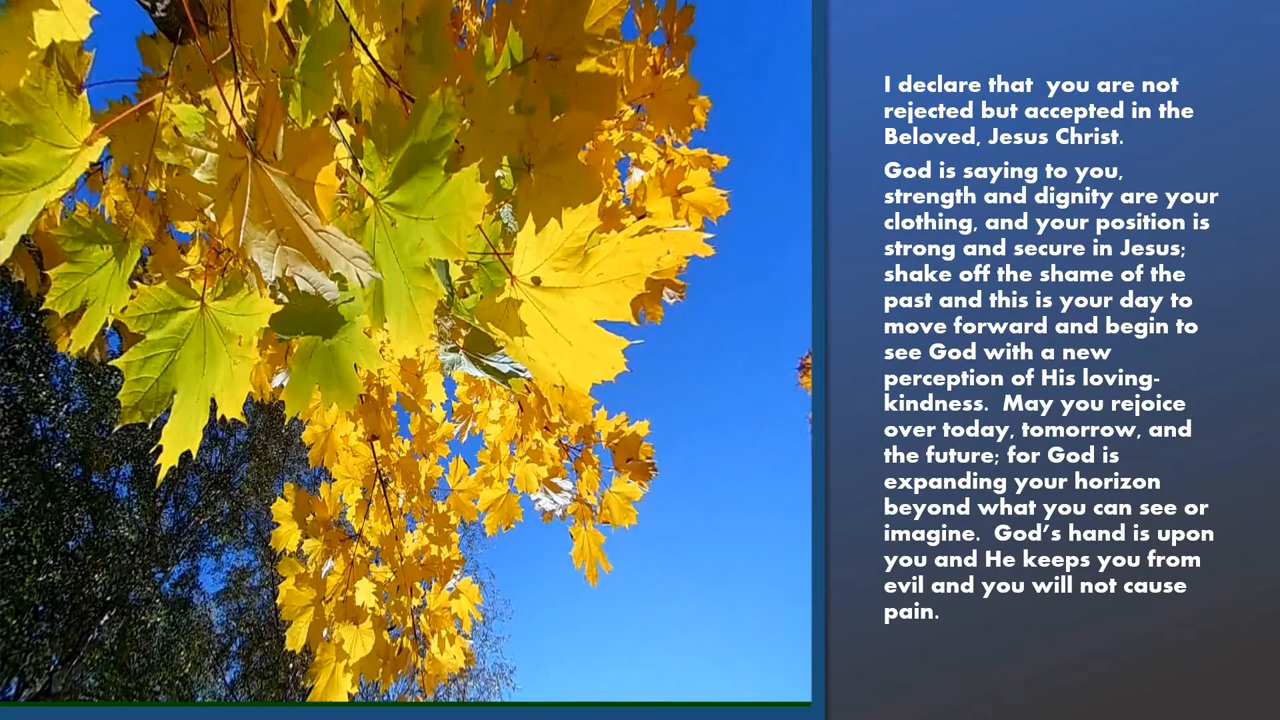 I declare that  you are not
rejected but accepted in the
Beloved, Jesus Christ.
God is saying to you,
strength and dignity are your
clothing, and your position is
strong and secure in Jesus;
shake off the shame of the
past and this is your day to
move forward and begin to
see God with a new
perception of His loving-
kindness.  May you rejoice
over today, tomorrow, and
the future; for God is
expanding your horizon
beyond what you can see or
imagine.  God’s hand is upon
you and He keeps you from
evil and you will not cause
pain.